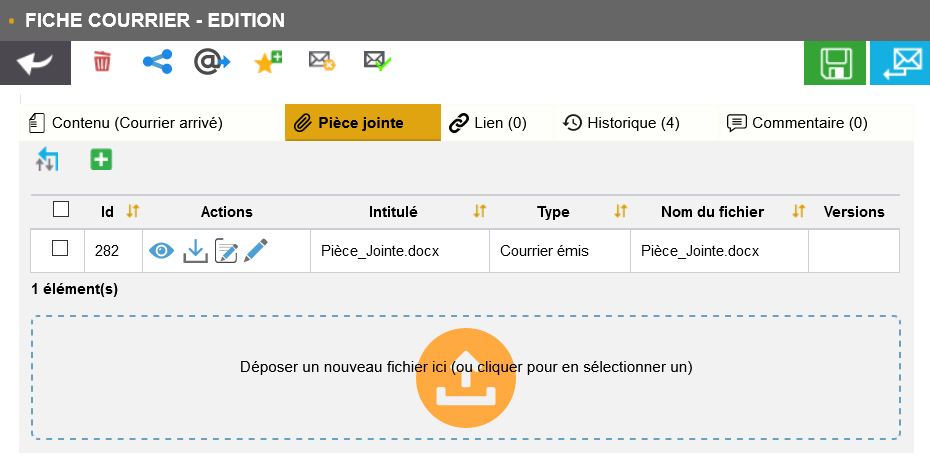 FICHE COURRIER - EDITION
Contenu (Courrier arrivé) Pièce jointe Lien (0) Historique (4) Commentaire (0)
Id Actions Intitulé Type Nom du fichier Versions
282 Pièce_Jointe.docx Courrier émis Pièce_Jointe.docx
1 élément(s)
Déposer un nouveau fichier ici (ou cliquer pour en sélectionner un)